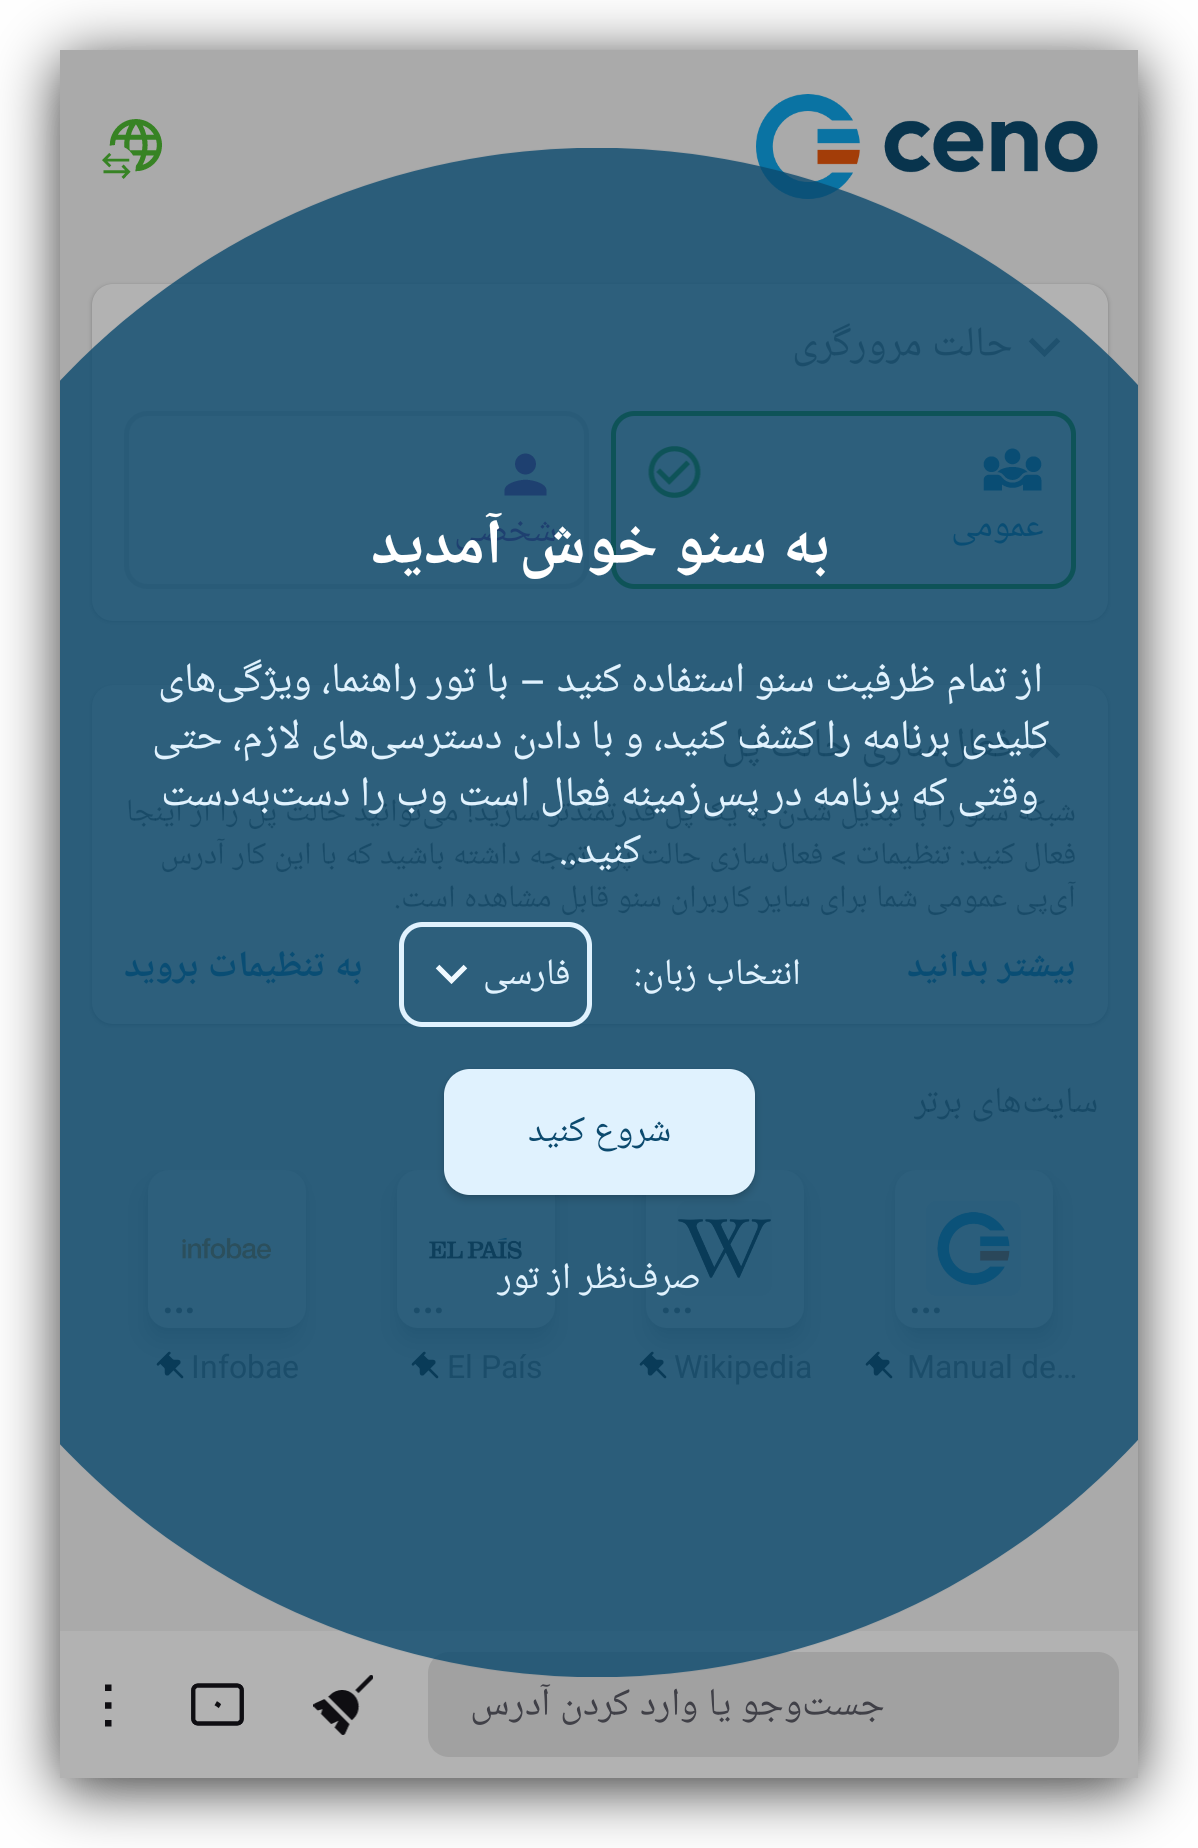 ceno
حالت مرورگری
عمومی
شخصی
به سنو خوش آمدید
از تمام ظرفیت سنو استفاده کنید – با تور راهنما، ویژگی‌های
کلیدی برنامه را کشف کنید، و با دادن دسترسی‌های لازم، حتی
وقتی که برنامه در پس‌زمینه فعال است وب را دست‌به‌دست
کنید..
حالت پل
شبکه سنو را با تبدیل شدن به یک پل قدرتمندتر سازید! می‌توانید حالت پل را از اینجا
فعال کنید: تنظیمات > فعال‌سازی حالت پل. توجه داشته باشید که با این کار آدرس
آی‌پی عمومی شما برای سایر کاربران سنو قابل مشاهده است.
بیشتر بدانید
به تنظیمات بروید
انتخاب زبان:
فارسی
شروع کنید
سایت‌های برتر
صرف‌نظر از تور
W
EL PAÍS
infobae
Manual de...
Wikipedia
El País
Infobae
جست‌وجو یا وارد کردن آدرس